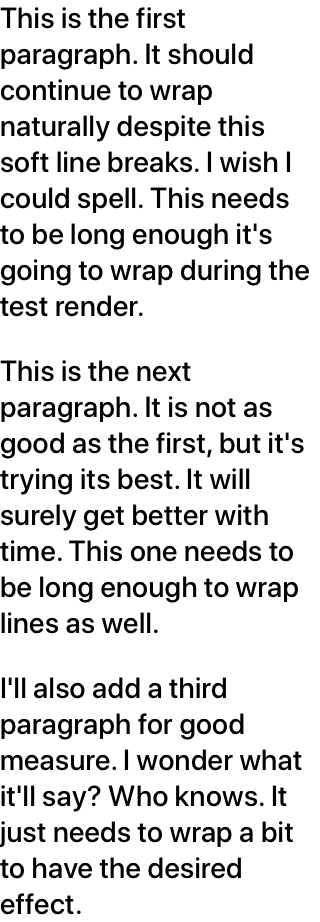 This is the first
paragraph. It should
continue to wrap
naturally despite this
soft line breaks. I wish I
could spell. This needs
to be long enough it's
going to wrap during the
test render.
This is the next
paragraph. It is not as
good as the first, but it's
trying its best. It will
surely get better with
time. This one needs to
be long enough to wrap
lines as well.
I'll also add a third
paragraph for good
measure. I wonder what
it'll say? Who knows. It
just needs to wrap a bit
to have the desired
effect.